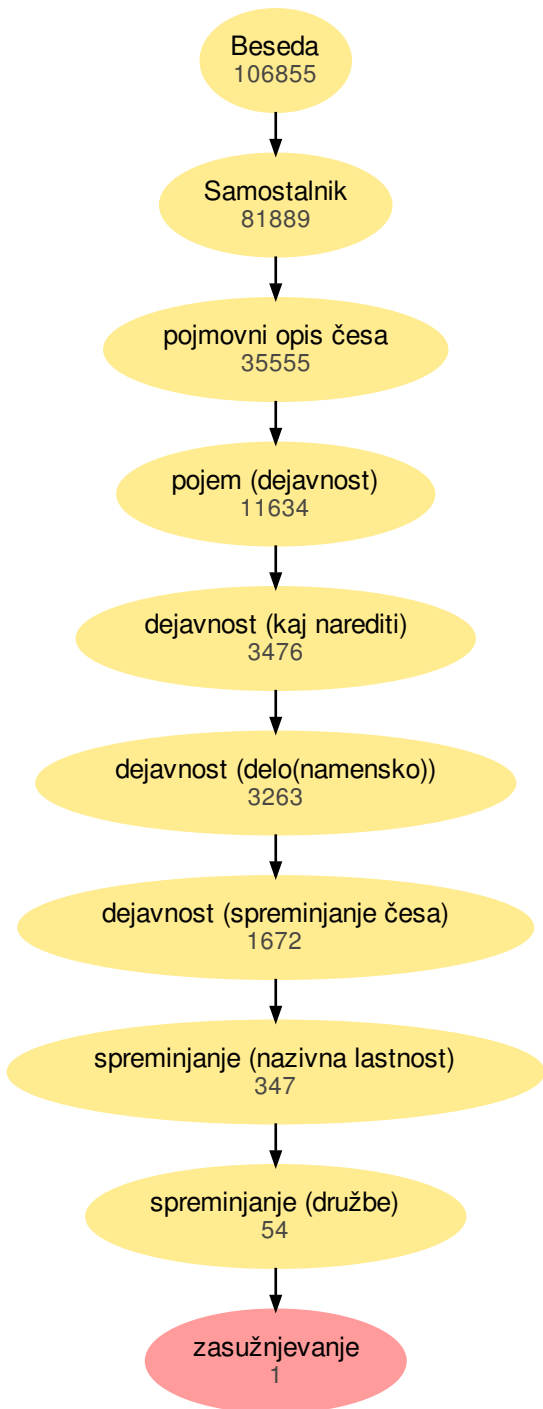 Beseda
106855
Samostalnik
81889
pojmovni opis česa
35555
pojem (dejavnost)
11634
dejavnost (kaj narediti)
3476
dejavnost (delo(namensko))
3263
dejavnost (spreminjanje česa)
1672
spreminjanje (nazivna lastnost)
347
spreminjanje (družbe)
54
zasužnjevanje
1